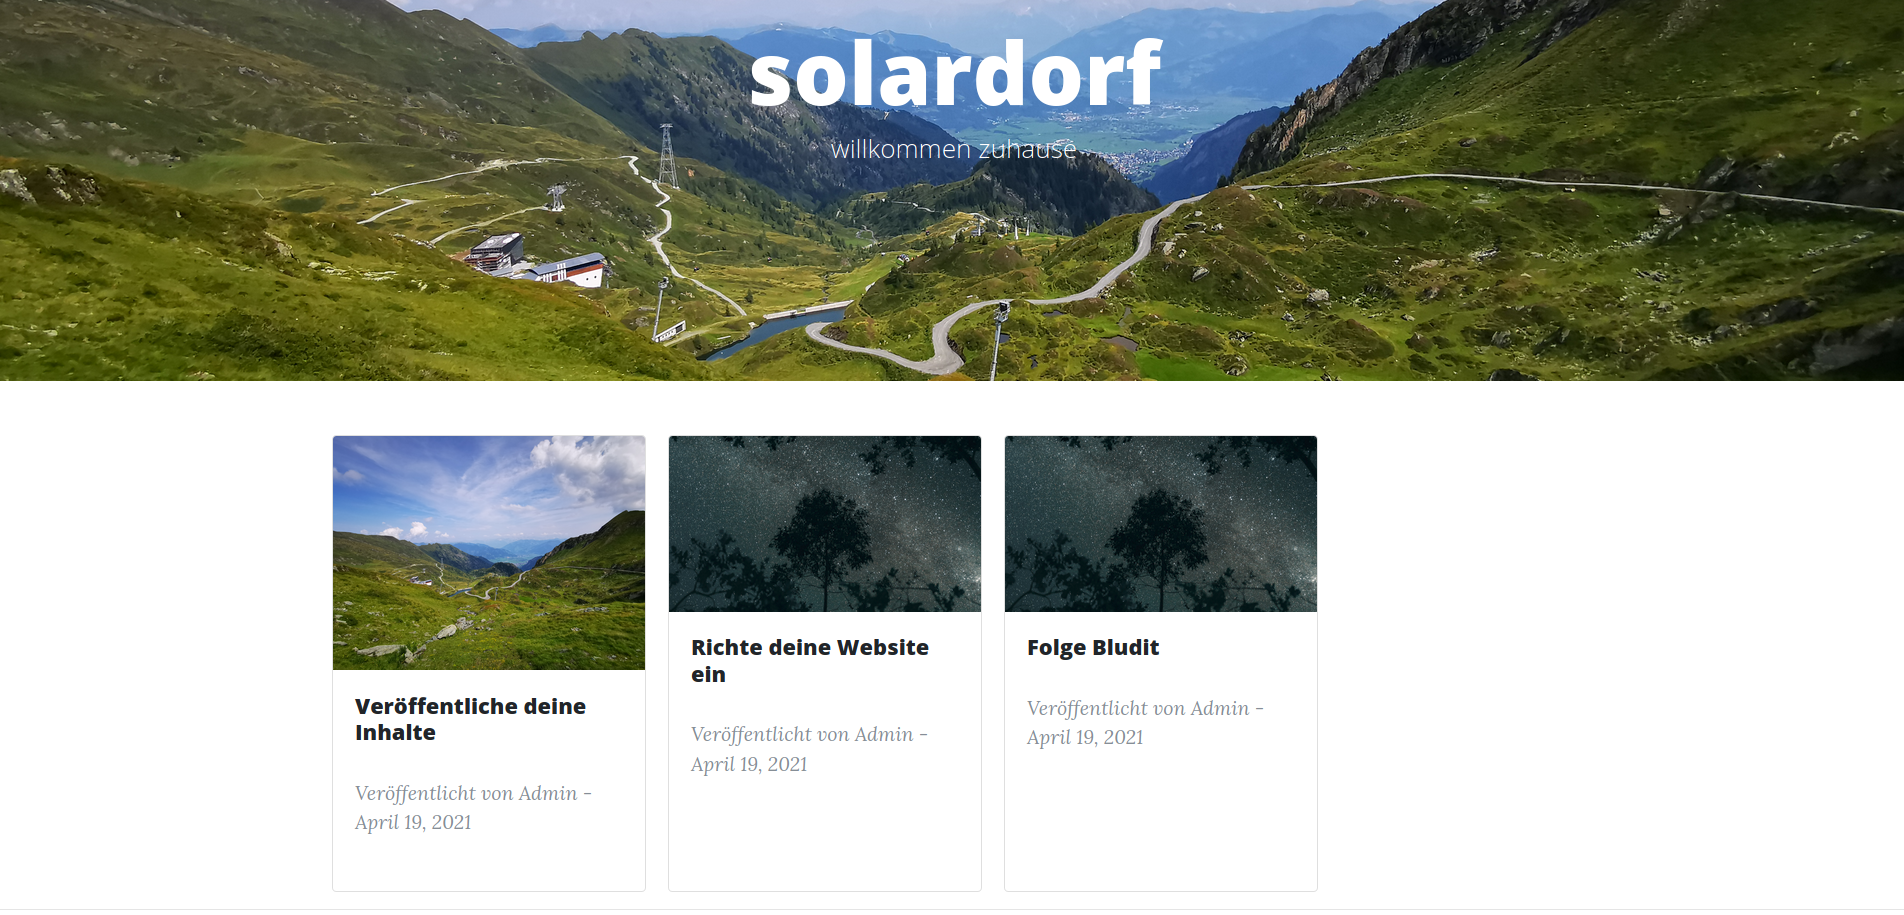 solardorf
willkommen zuhause
Veröffentliche deine
Inhalte
Veröffentlicht von Admin -
April 19, 2021
Richte deine Website
ein
Veröffentlicht von Admin -
April 19, 2021
Folge Bludit
Veröffentlicht von Admin -
April 19, 2021